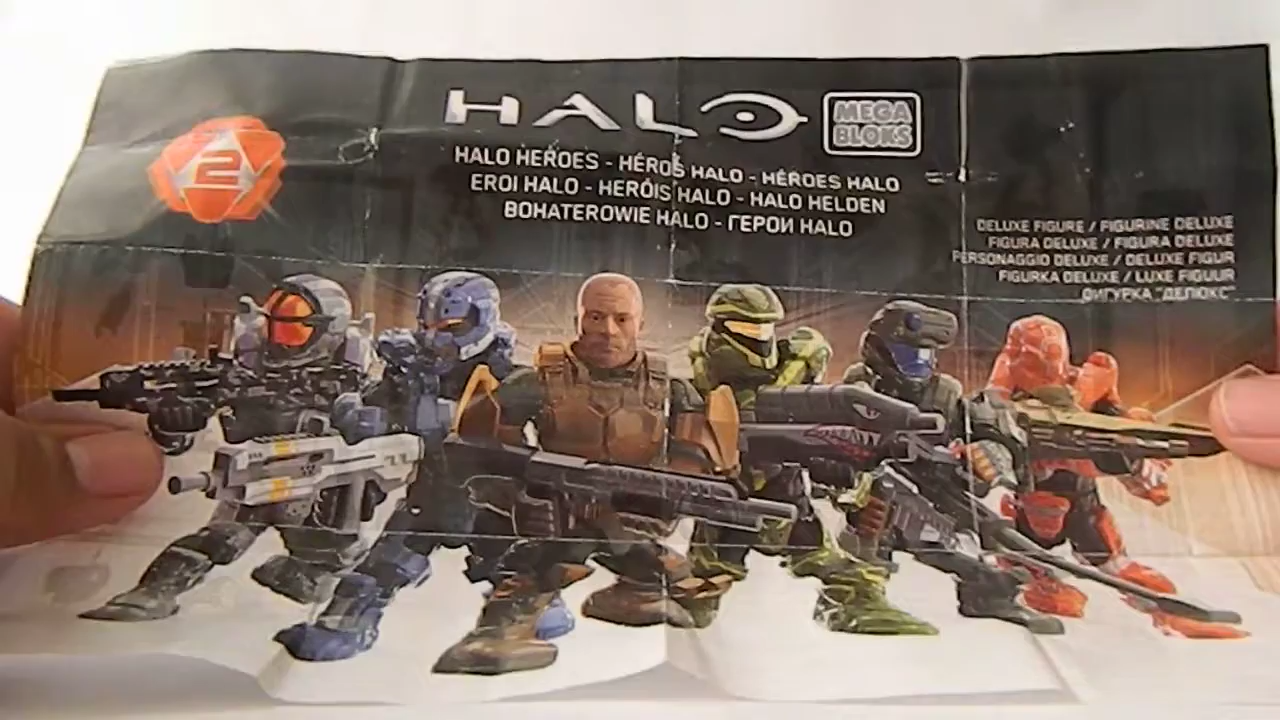 2
HALO
MEGA
BLOKS
HALO HEROES - HÉROS HALO - HÉROES HALO
EROI HALO - HERÓIS HALO - HALO HELDEN
BOHATEROWIE HALO - ГЕРОИ HALO
DELUXE FIGURE / FIGURINE DELUXE
FIGURA DELUXE / FIGURA DELUXE
PERSONAGGIO DELUXE / DELUXE FIGUR
FIGURKA DELUXE / LUXE FIGUUR
ФИГУРКА "ДЕЛЮКС"